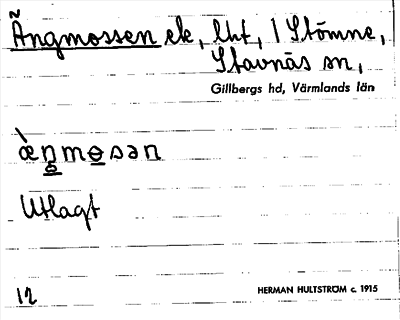 Ängmossen ek, lht, 1 Stömne,
Stavnäs sn,
Gillbergs hd, Värmlands län
Utlagt
12
HERMAN HULTSTRÖM c. 1915